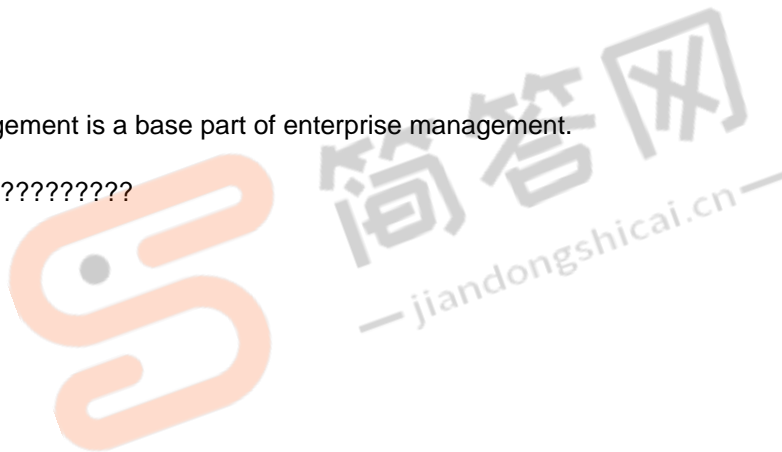 gement is a base part of enterprise management.
?????????
简答网
jiandongshicai.cn